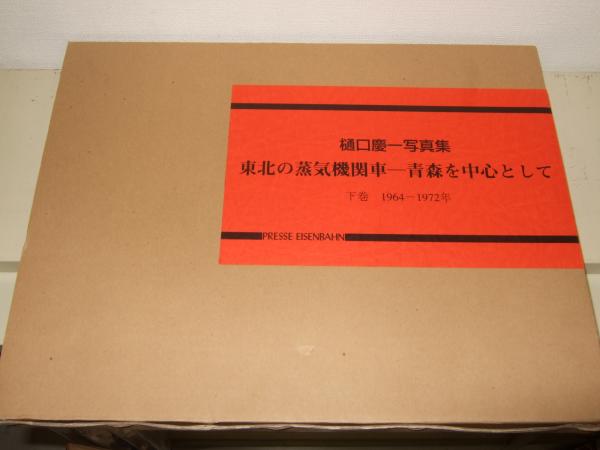 樋口慶一写真集
東北の蒸気機関車―青森を中心として
下巻 1964－1972年
PRESSE EISENBAHN